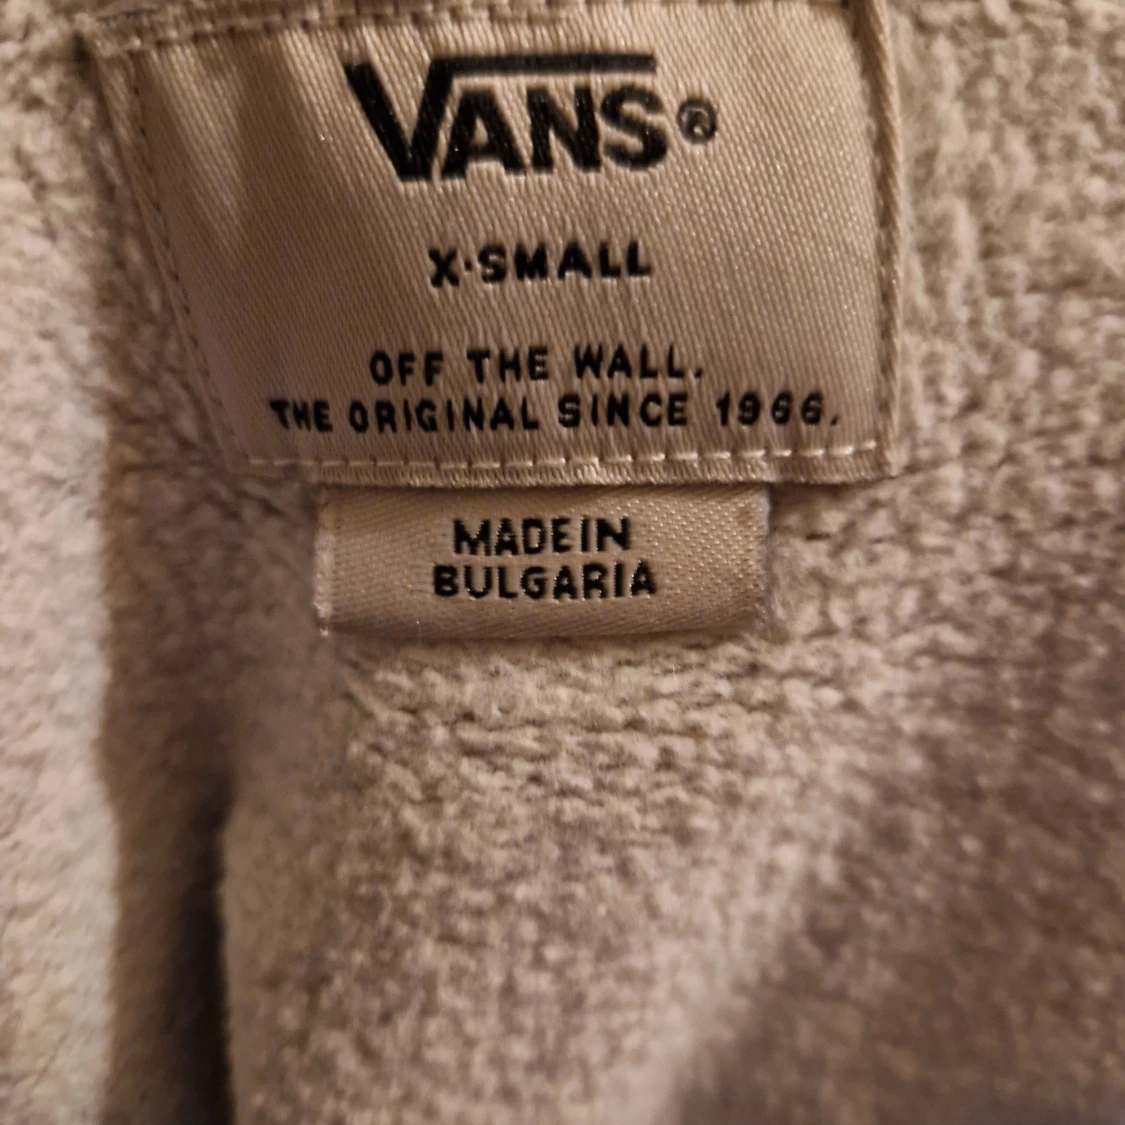 VANS®
X·SMALL
OFF THE WALL.
THE ORIGINAL SINCE 1966.
MADE IN
BULGARIA